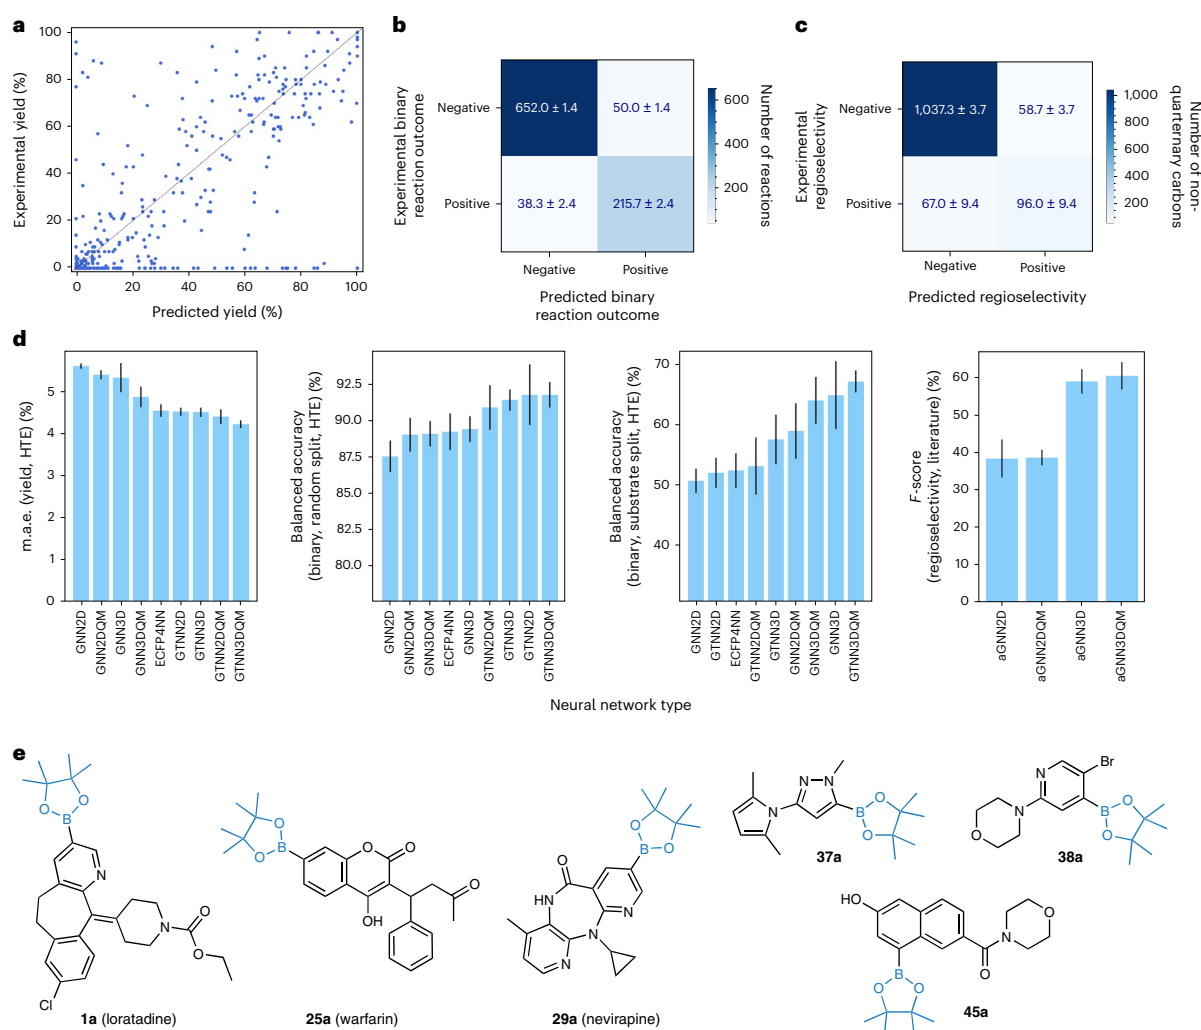 a
Experimental yield (%)
100
80
60
40
20
0
0 20 40 60 80 100
Predicted yield (%)
b
Experimental binary
reaction outcome
Negative
Positive
652.0 ± 1.4
50.0 ± 1.4
38.3 ± 2.4
215.7 ± 2.4
Negative Positive
Predicted binary
reaction outcome
600
400
200
Number of reactions
c
Experimental
regioselectivity
Negative
Positive
1,037.3 ± 3.7
58.7 ± 3.7
67.0 ± 9.4
96.0 ± 9.4
Negative Positive
Predicted regioselectivity
1,000
800
600
400
200
Number of non-
quarternary carbons
d
m.a.e. (yield, HTE) (%)
5
4
3
2
1
0
GNN2D
GNN2DQM
GNN3D
GNN3DQM
ECFP4NN
GTNN2D
GTNN3D
GTNN2DQM
GTNN3DQM
Balanced accuracy
(binary, random split, HTE) (%)
92.5
90.0
87.5
85.0
82.5
80.0
GNN2D
GNN2DQM
GNN3DQM
ECFP4NN
GNN3D
GTNN2DQM
GTNN3D
GTNN2D
GTNN3DQM
Balanced accuracy
(binary, substrate split, HTE) (%)
70
60
50
40
GNN2D
GTNN2D
ECFP4NN
GTNN2DQM
GTNN3D
GNN2DQM
GNN3DQM
GNN3D
GTNN3DQM
F-score
(regioselectivity, literature) (%)
60
50
40
30
20
10
0
aGNN2D
aGNN2DQM
aGNN3D
aGNN3DQM
Neural network type
e
O O
B
N
N
O
O
Cl
1a (loratadine)
O
B
O
O
O
OH
O
25a (warfarin)
O
B
O
O
HN
N
N
N
29a (nevirapine)
N
N
N
B
O
O
37a
N
Br
N
O
B
O
O
38a
HO
O
N
O
B
O O
45a